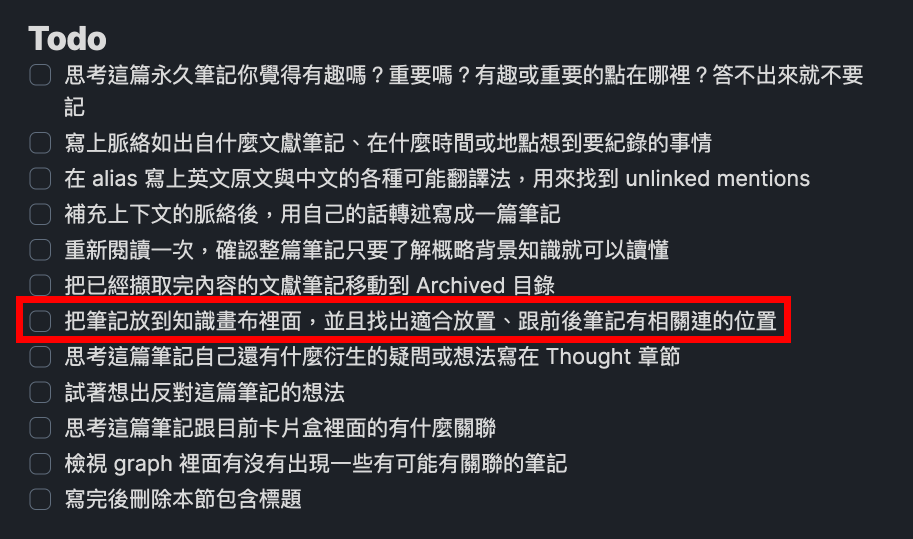 Todo
思考這篇永久筆記你覺得有趣嗎？重要嗎？有趣或重要的點在哪裡？答不出來就不要
記
寫上脈絡如出自什麼文獻筆記、在什麼時間或地點想到要紀錄的事情
在 alias 寫上英文原文與中文的各種可能翻譯法，用來找到 unlinked mentions
補充上下文的脈絡後，用自己的話轉述寫成一篇筆記
重新閱讀一次，確認整篇筆記只要了解概略背景知識就可以讀懂
把已經擷取完內容的文獻筆記移動到 Archived 目錄
把筆記放到知識畫布裡面，並且找出適合放置、跟前後筆記有相關連的位置
思考這篇筆記自己還有什麼衍生的疑問或想法寫在 Thought 章節
試著想出反對這篇筆記的想法
思考這篇筆記跟目前卡片盒裡面的有什麼關聯
檢視 graph 裡面有沒有出現一些有可能有關聯的筆記
寫完後刪除本節包含標題